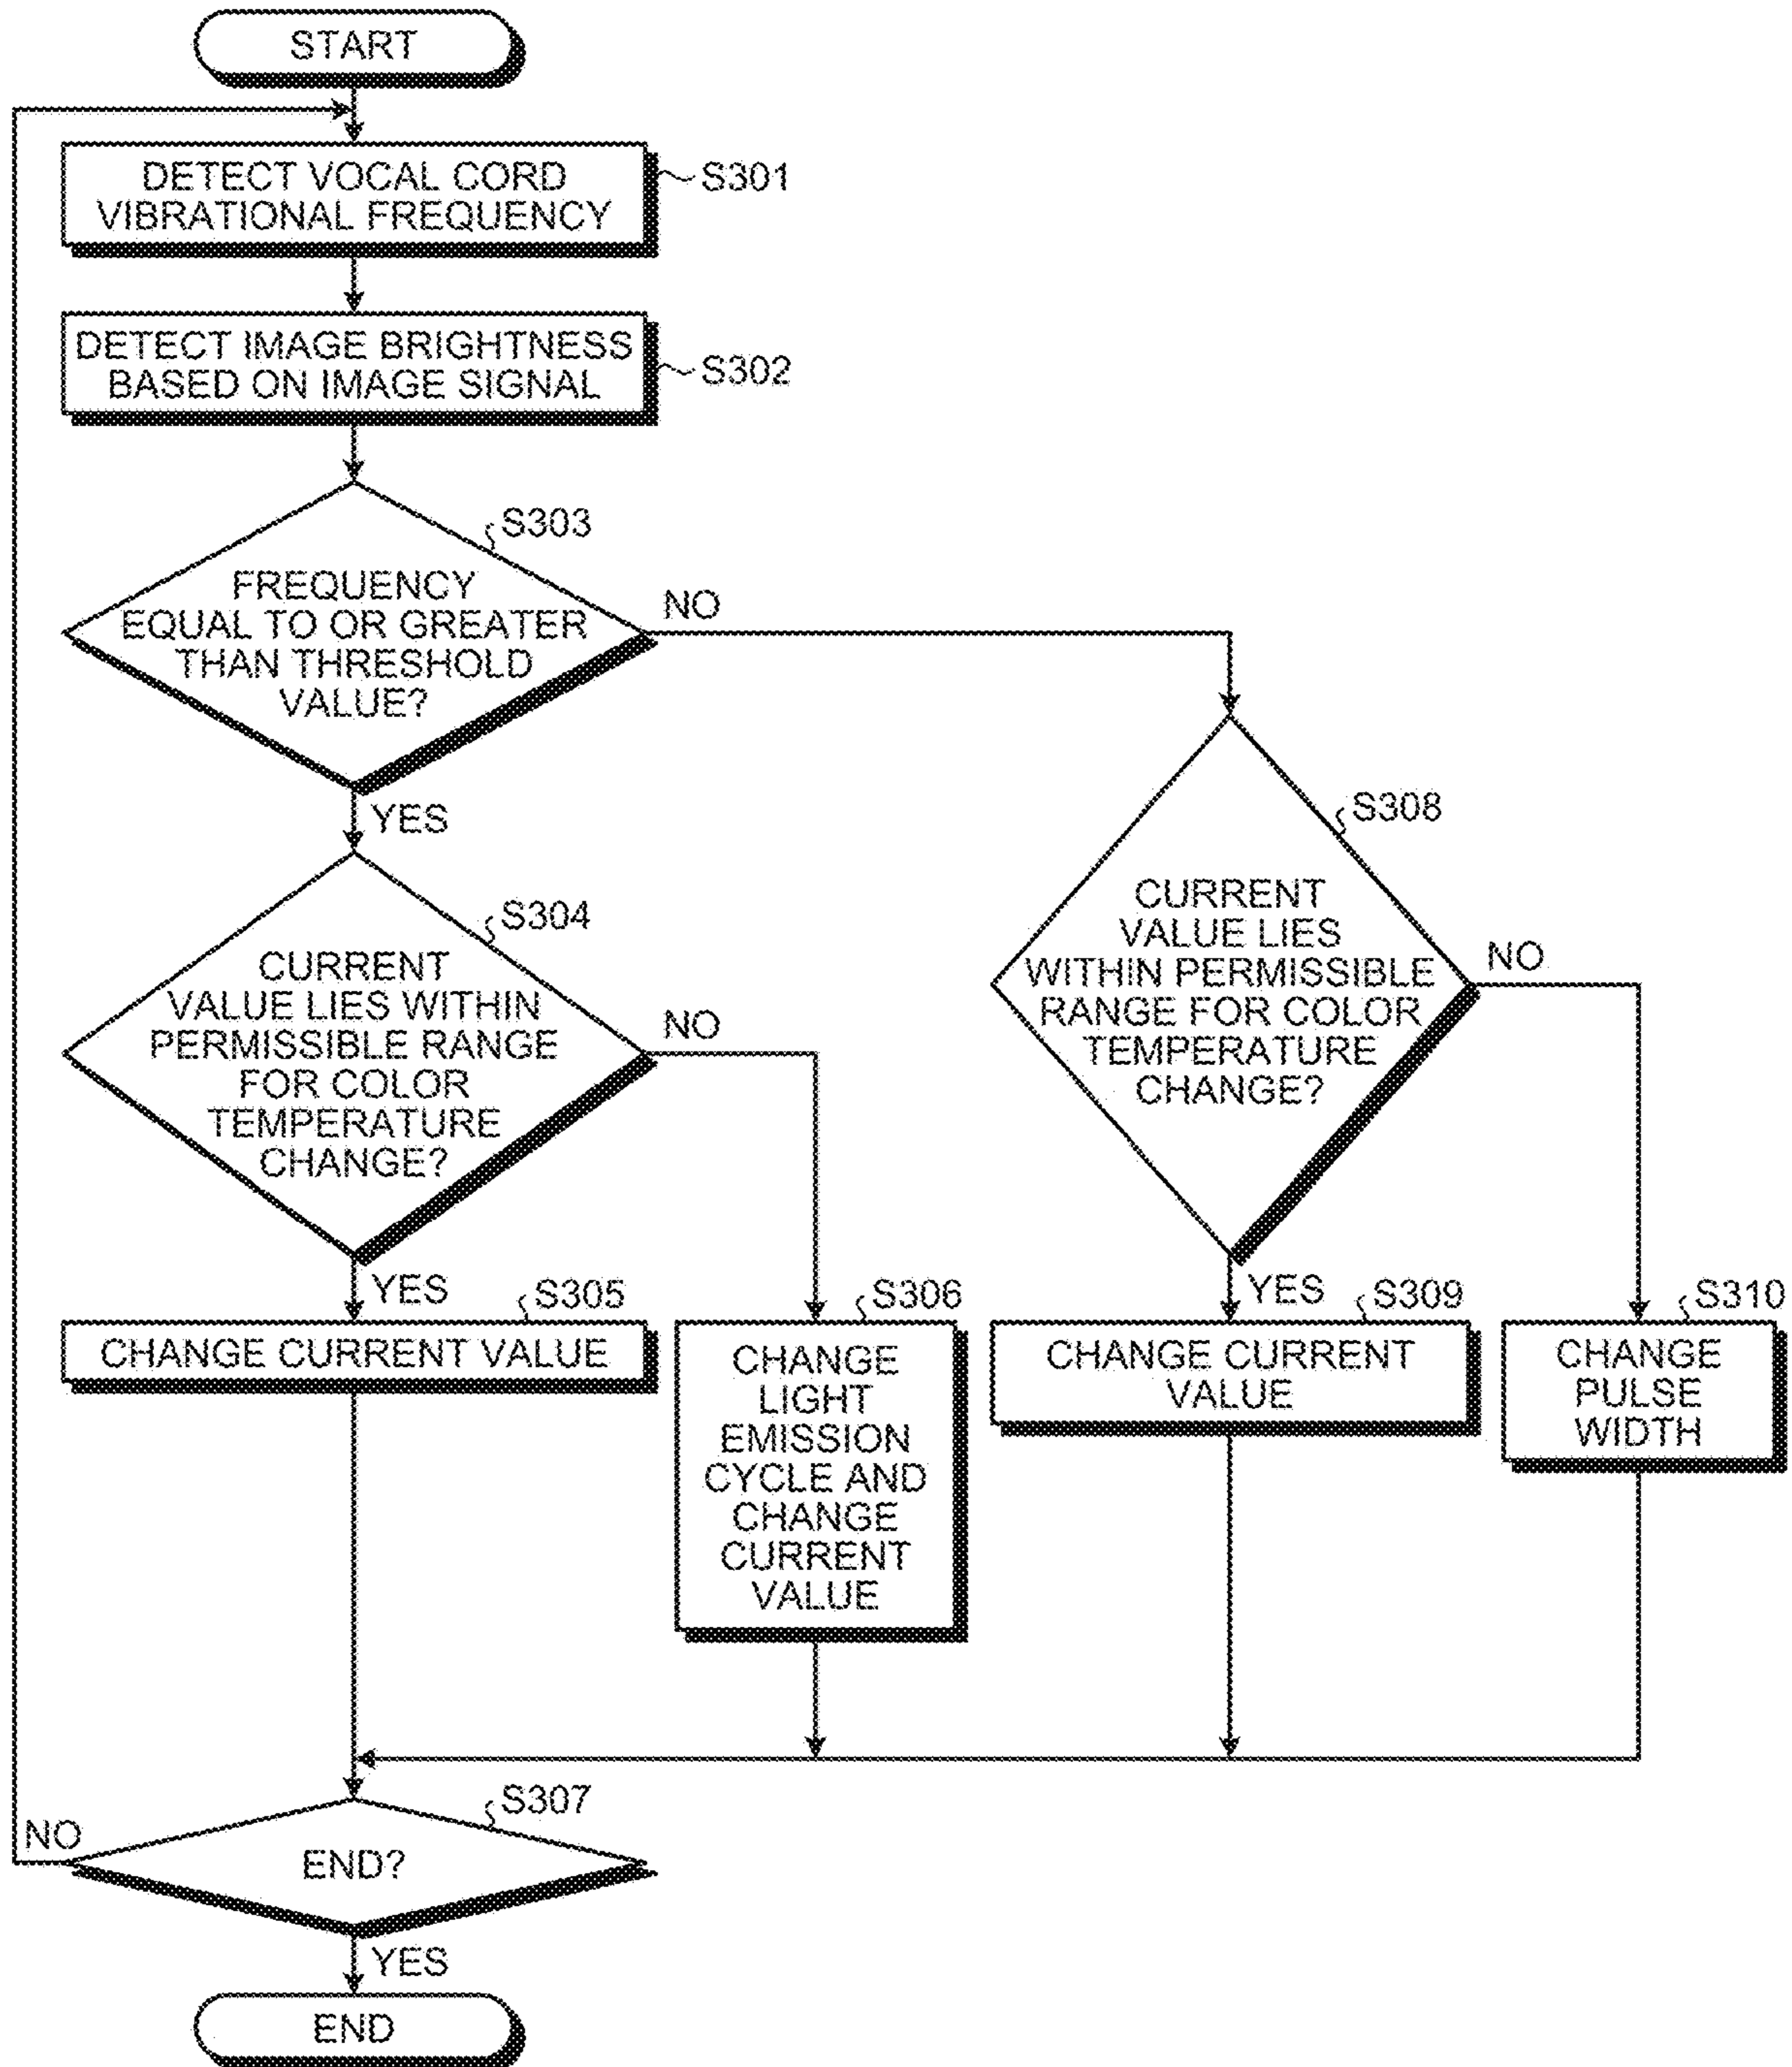 START
DETECT VOCAL CORD
VIBRATIONAL FREQUENCY
S301
DETECT IMAGE BRIGHTNESS
BASED ON IMAGE SIGNAL
S302
S303
FREQUENCY
EQUAL TO OR GREATER
THAN THRESHOLD
VALUE?
NO
YES
S304
CURRENT
VALUE LIES WITHIN
PERMISSIBLE RANGE
FOR COLOR
TEMPERATURE
CHANGE?
NO
YES
S308
CURRENT
VALUE LIES
WITHIN PERMISSIBLE
RANGE FOR COLOR
TEMPERATURE
CHANGE?
NO
YES
S305
CHANGE CURRENT VALUE
S306
CHANGE
LIGHT
EMISSION
CYCLE AND
CHANGE
CURRENT
VALUE
S309
CHANGE CURRENT
VALUE
S310
CHANGE
PULSE
WIDTH
S307
END?
NO
YES
END